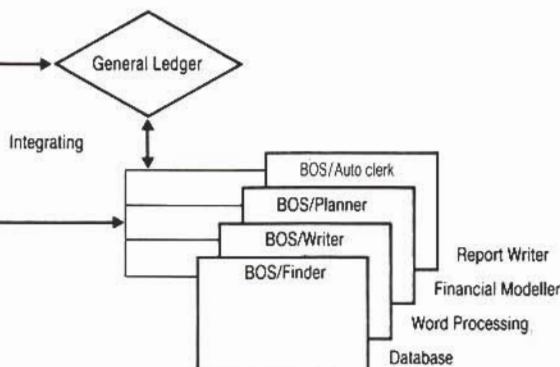 General Ledger
Integrating
BOS/Auto clerk
BOS/Planner
BOS/Writer
BOS/Finder
Report Writer
Financial Modeller
Word Processing
Database